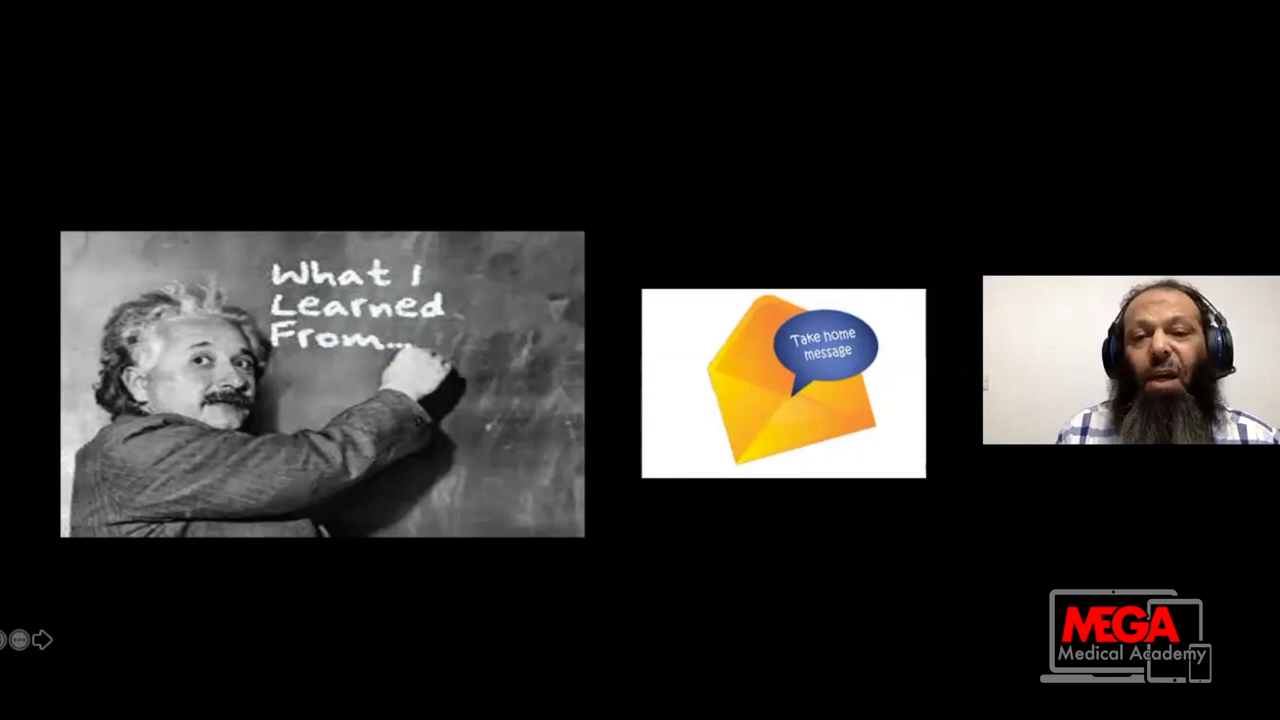 What I
Learned
From...
Take home
message
MEGA
Medical Academy